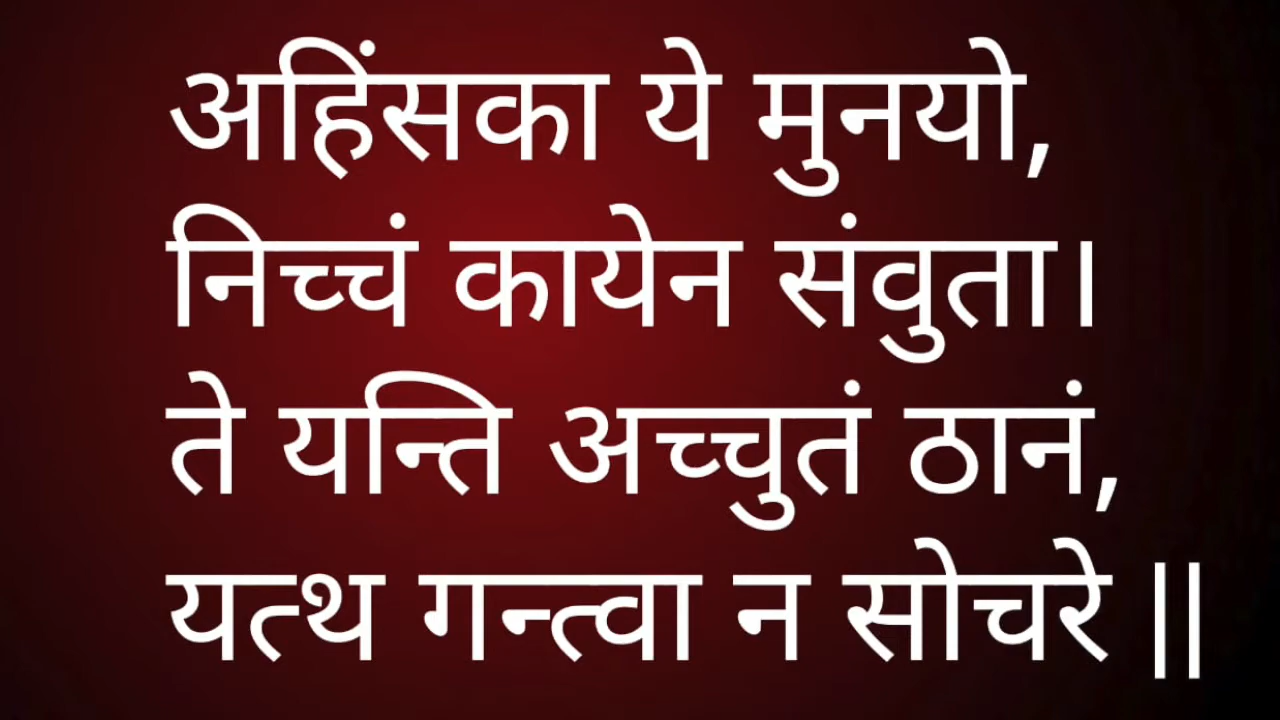 अहिंसका ये मुनयो,
निच्चं कायेन संवुता।
ते यन्ति अच्चुतं ठानं,
यत्थ गन्त्वा न सोचरे ||